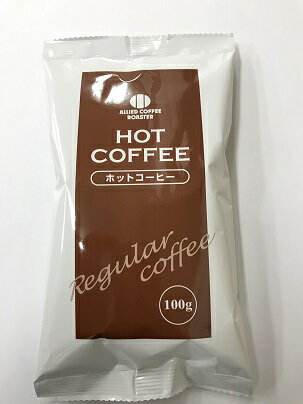 ALLIED COFFEE
ROASTER
HOT
COFFEE
ホットコーヒー
Regular
coffee
100g